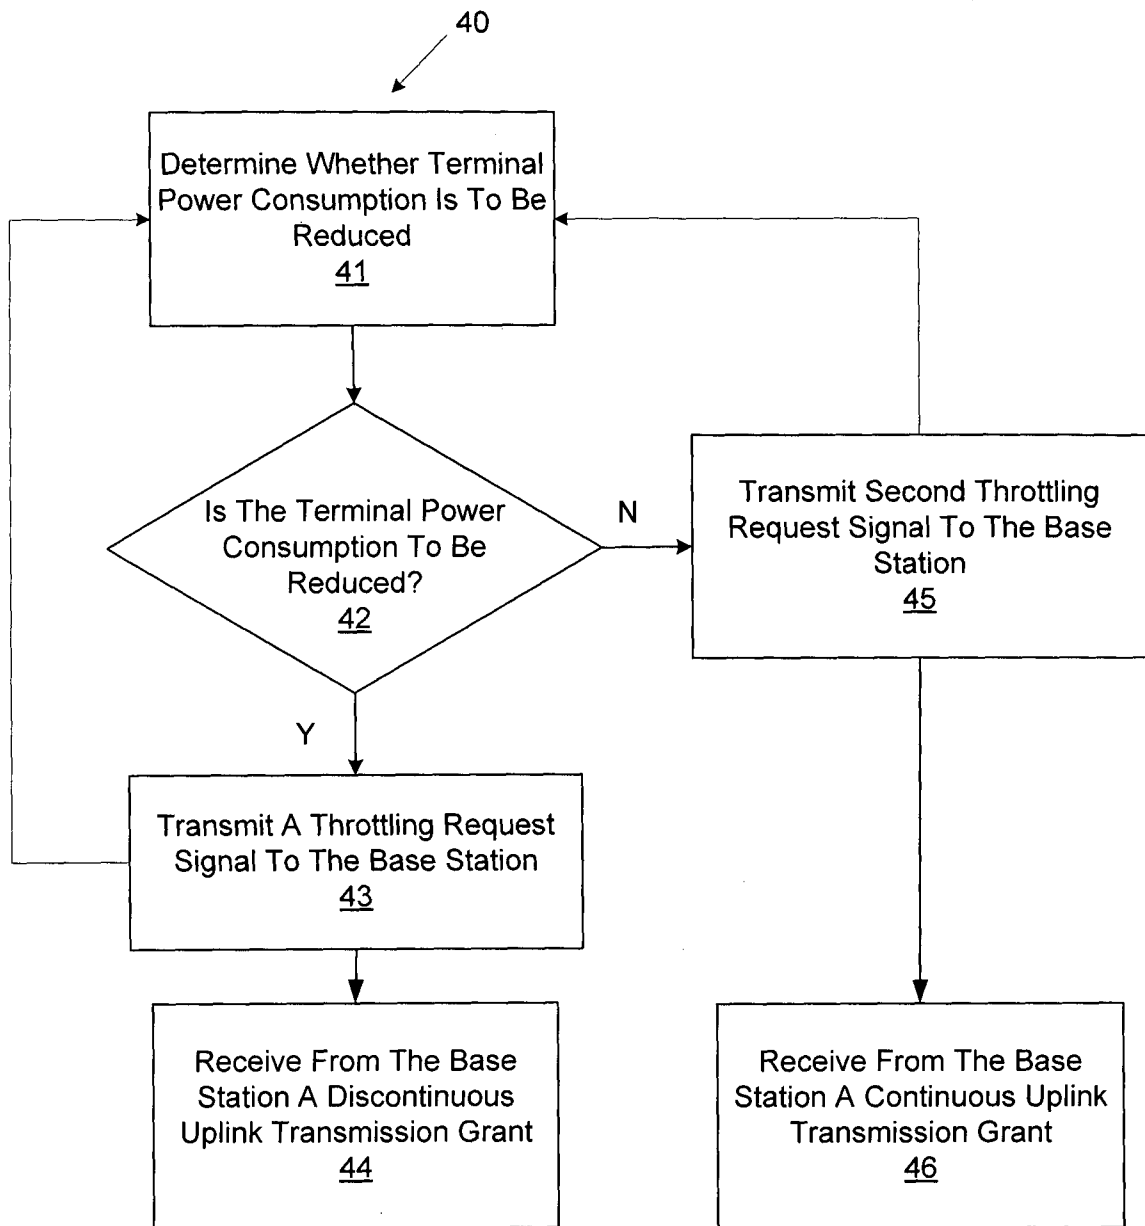 40
Determine Whether Terminal
Power Consumption Is To Be
Reduced
41
Is The Terminal Power
Consumption To Be
Reduced?
42
N
Transmit Second Throttling
Request Signal To The Base
Station
45
Y
Transmit A Throttling Request
Signal To The Base Station
43
Receive From The Base
Station A Discontinuous
Uplink Transmission Grant
44
Receive From The Base
Station A Continuous Uplink
Transmission Grant
46